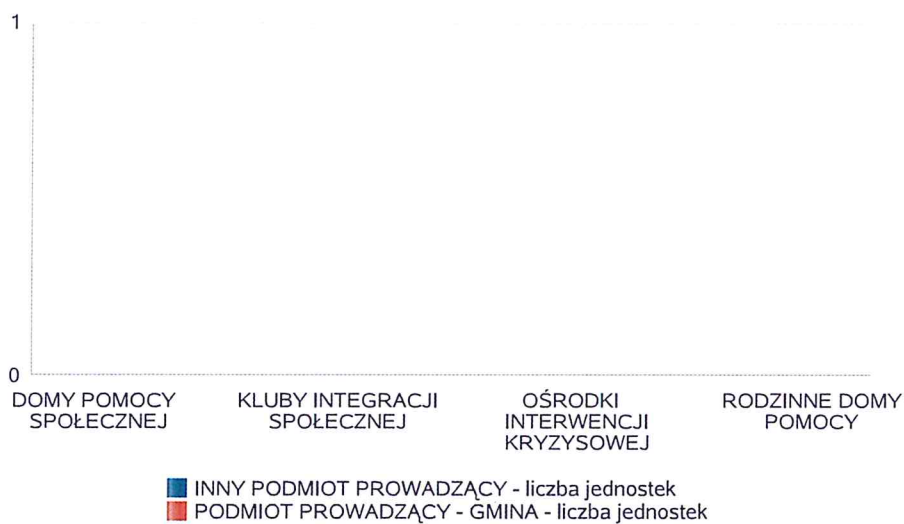 1
0
DOMY POMOCY
SPOŁECZNEJ
KLUBY INTEGRACJI
SPOŁECZNEJ
OŚRODKI
INTERWENCJI
KRYZYSOWEJ
RODZINNE DOMY
POMOCY
INNY PODMIOT PROWADZĄCY - liczba jednostek
PODMIOT PROWADZĄCY - GMINA - liczba jednostek